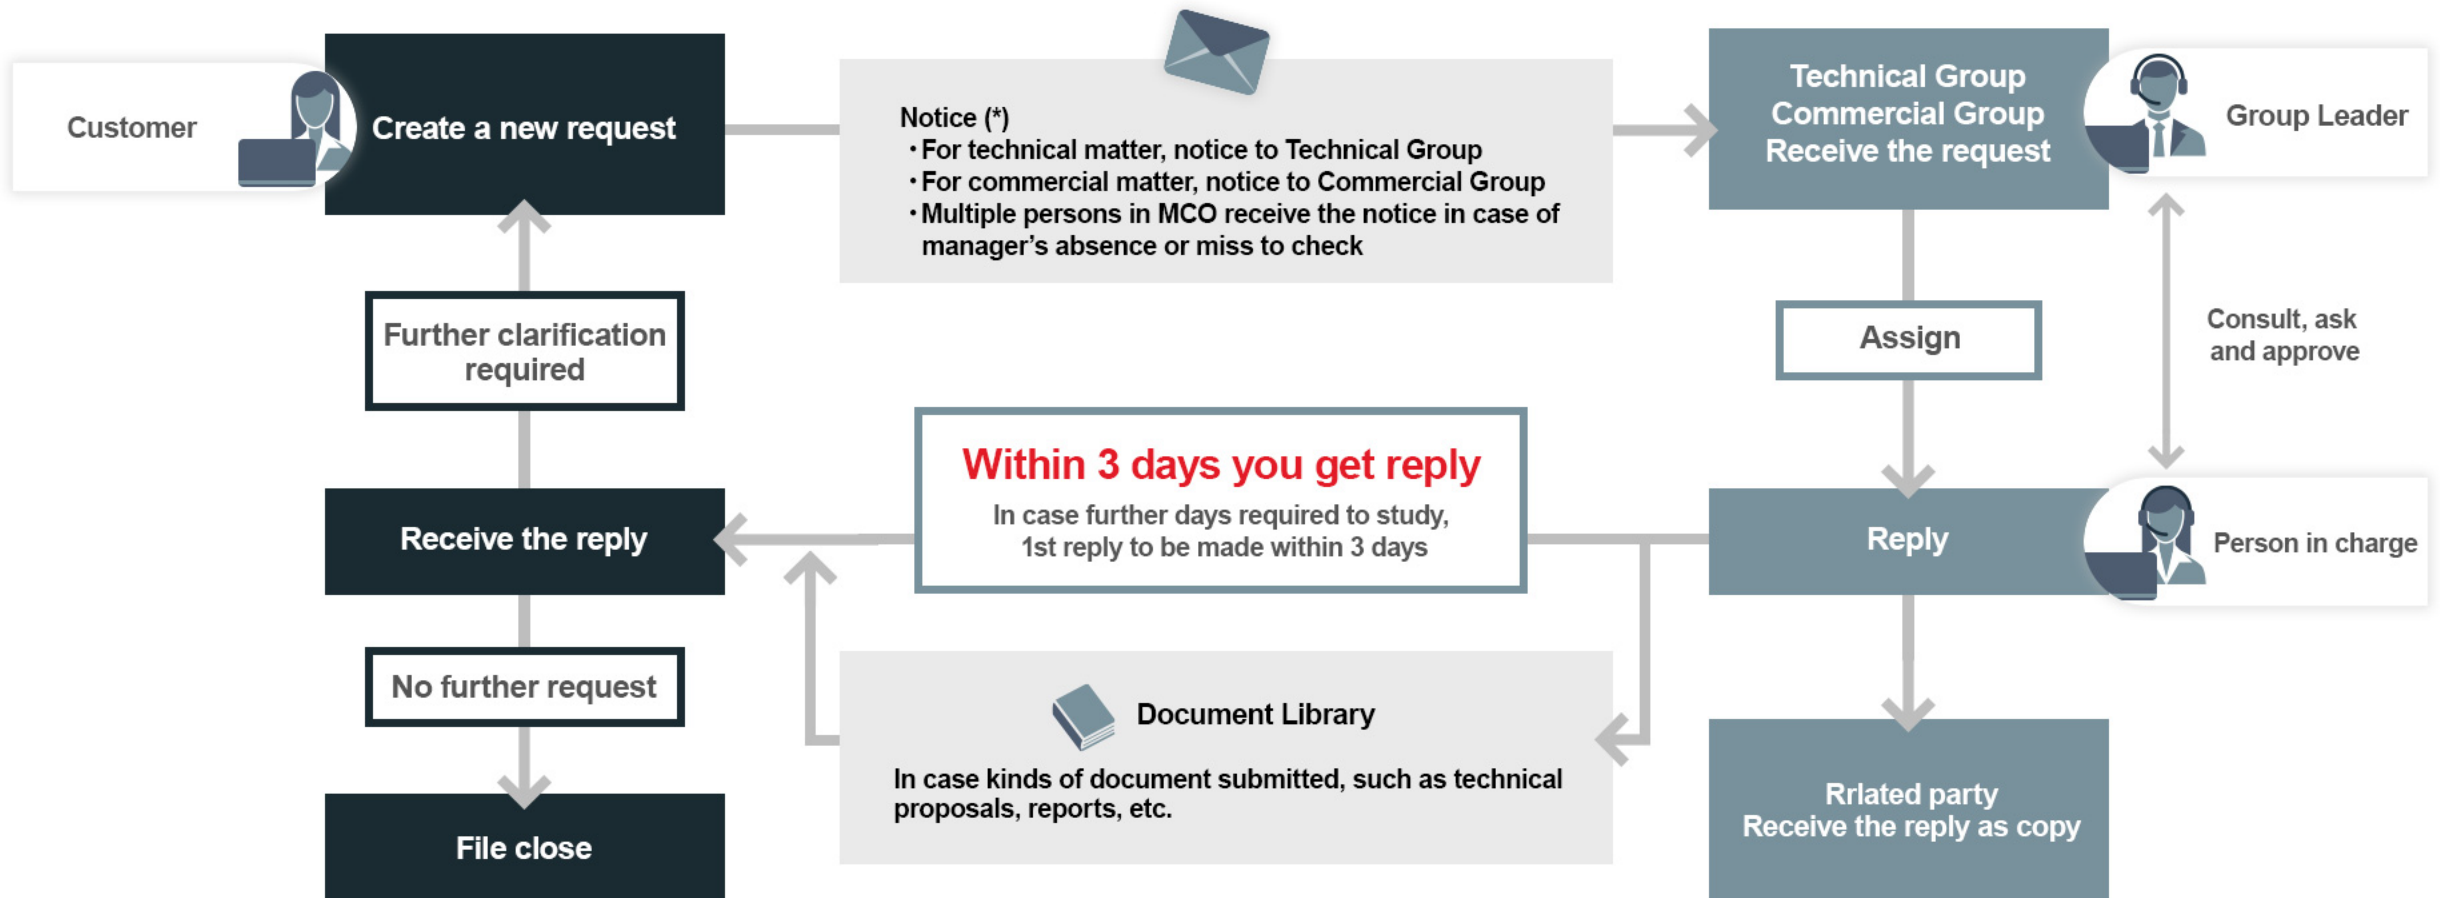 Customer
Create a new request
Notice (*)
・For technical matter, notice to Technical Group
・For commercial matter, notice to Commercial Group
・Multiple persons in MCO receive the notice in case of
manager's absence or miss to check
Technical Group
Commercial Group
Receive the request
Group Leader
Further clarification
required
Assign
Consult, ask
and approve
Receive the reply
Within 3 days you get reply
In case further days required to study,
1st reply to be made within 3 days
Reply
Person in charge
No further request
Document Library
In case kinds of document submitted, such as technical
proposals, reports, etc.
File close
Rrlated party
Receive the reply as copy